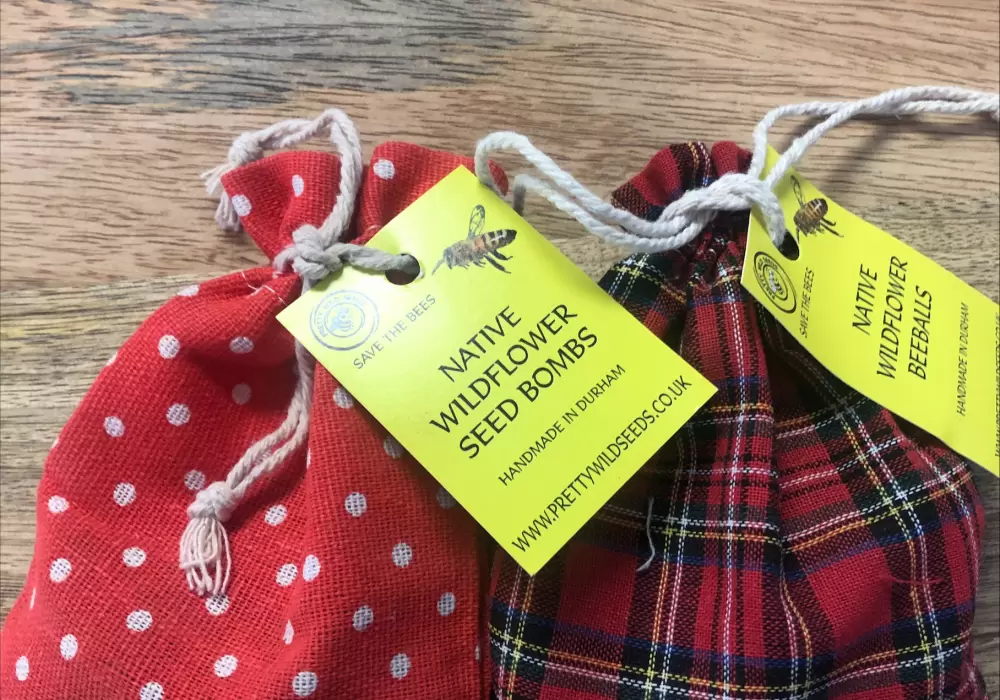 SAVE THE BEES
NATIVE
WILDFLOWER
SEED BOMBS
HANDMADE IN DURHAM
WWW.PRETTYWILDSEEDS.CO.UK
SAVE THE BEES
NATIVE
WILDFLOWER
BEEBALLS
HANDMADE IN DURHAM